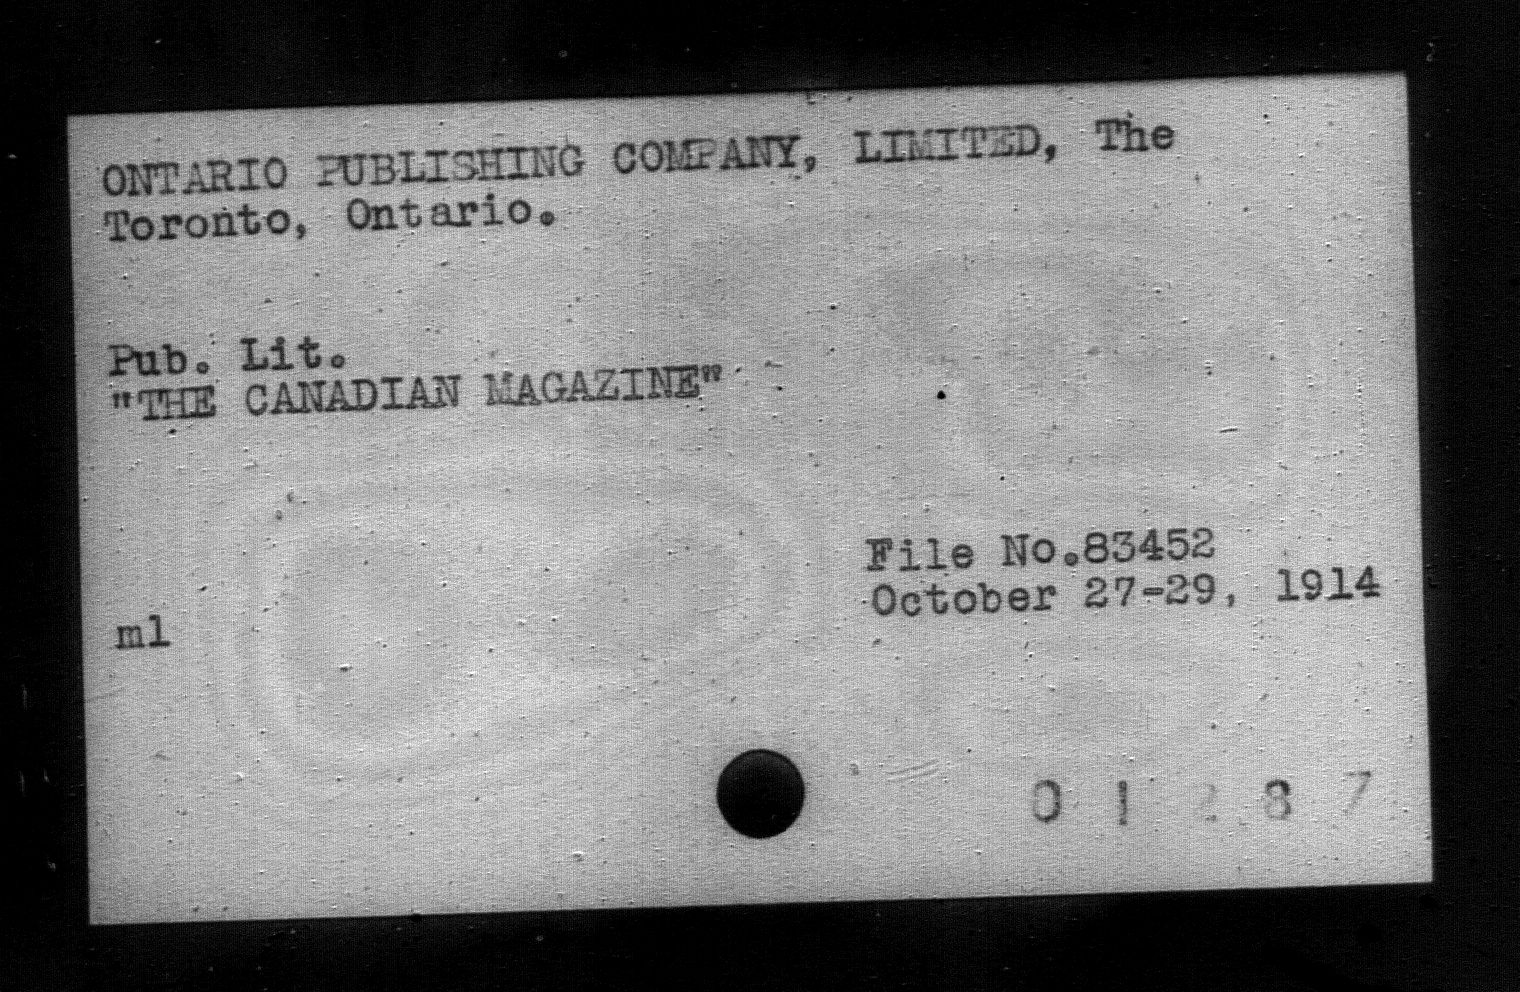 ONTARIO PUBLISHING COMPANY, LIMITED, The
Toronto, Ontario.
Pub. Lit.
"THE CANADIAN MAGAZINE"
File No.83452
October 27-29, 1914
ml
0 1 2 8 7